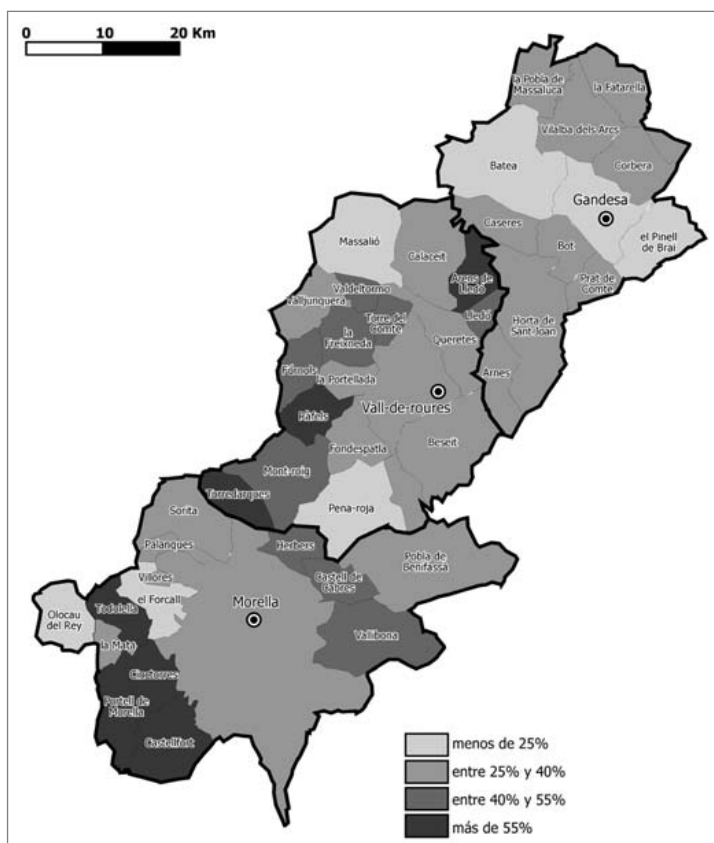 0 10 20 Km
la Pobla de
Massaluca
la Fatarella
Vilalba dels Arcs
Corbera
Batea
Gandesa
el Pinell
de Brai
Caseres
Bot
Prat de
Comte
Horta de
Sant-Joan
Arnes
Massalió
Calaceit
Arens de
Lledó
Valdeltormo
Valljunquera
Torre del
Comte
Lledó
la
Freixneda
Queretes
Fórnols
la Portellada
Vall-de-roures
Ràfels
Beseit
Fondespatla
Mont-roig
Torredarques
Pena-roja
Sorita
Herbers
Palanques
Pobla de
Benifassà
Castell de
Cabres
Villores
el Forcall
Todolella
Olocau
del Rey
Morella
Vallibona
la Mata
Cinctorres
Portell de
Morella
Castellfort
menos de 25%
entre 25% y 40%
entre 40% y 55%
más de 55%